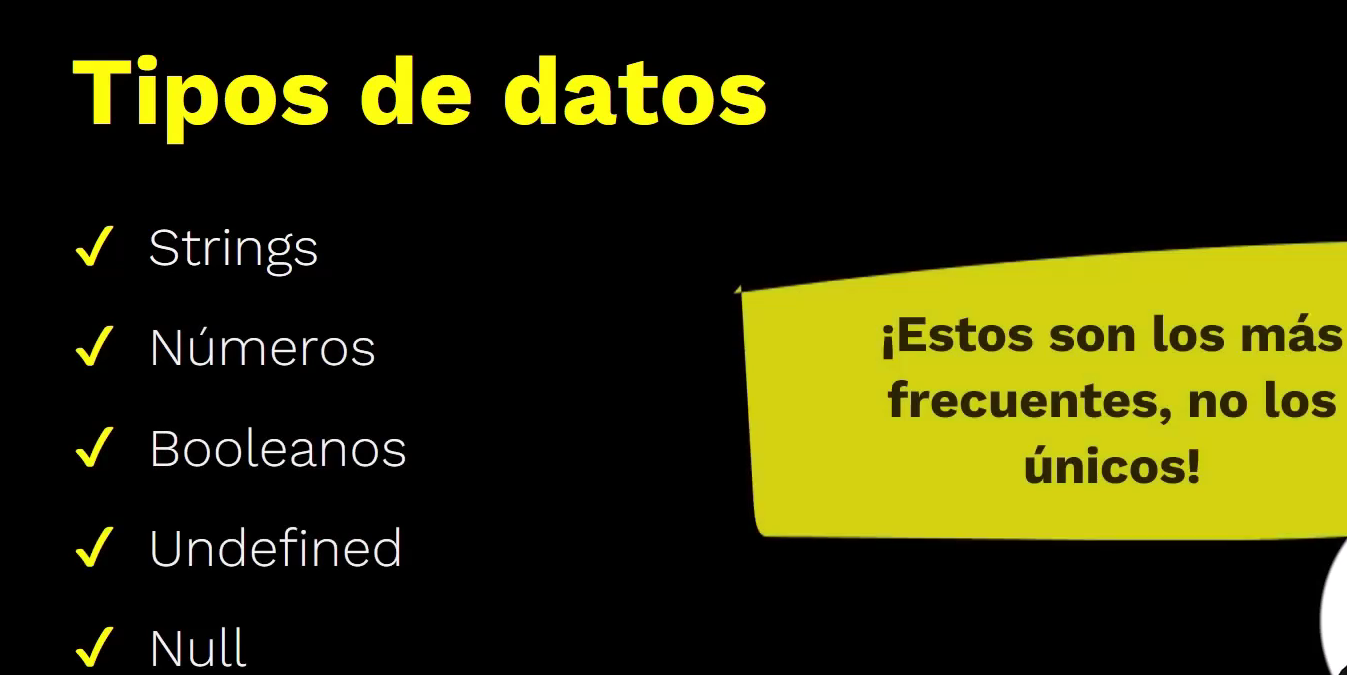 Tipos de datos
Strings
Números
Booleanos
Undefined
Null
¡Estos son los más
frecuentes, no los
únicos!